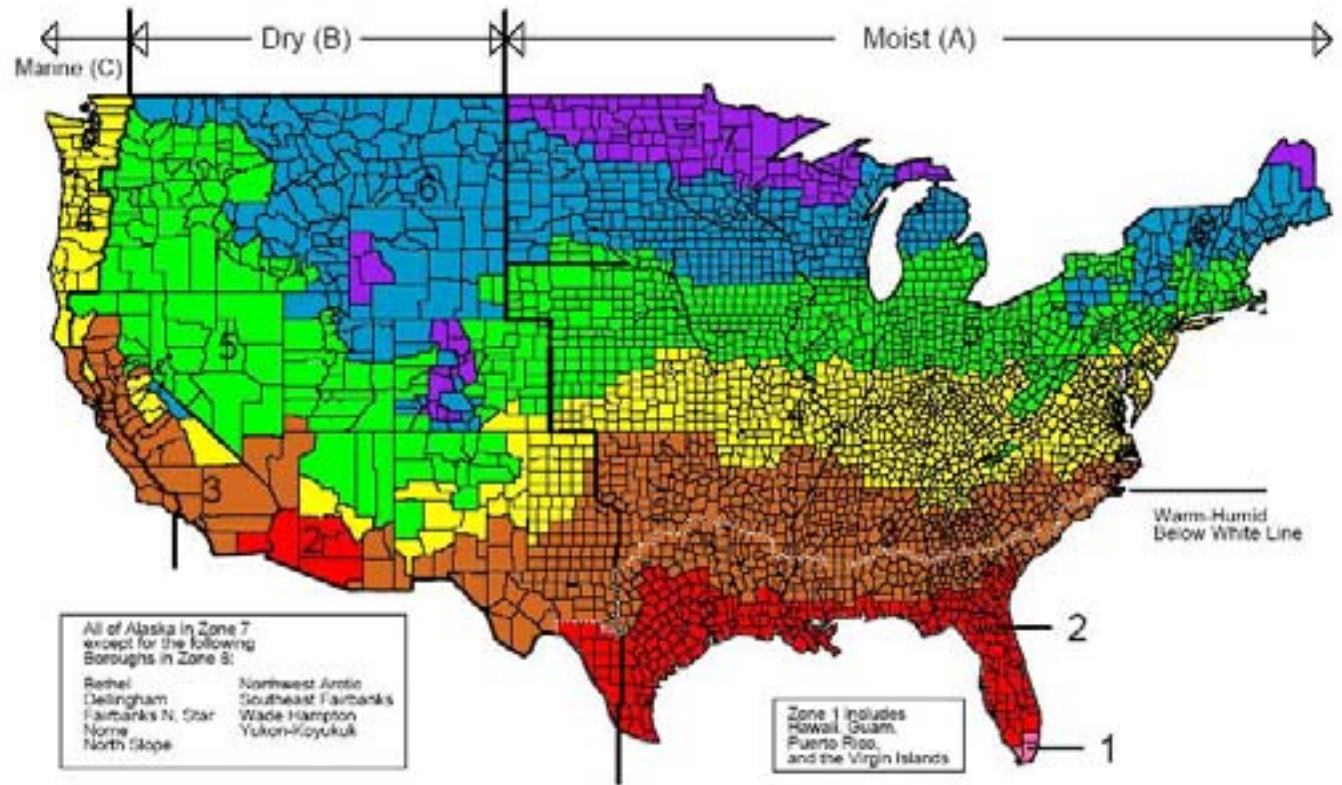 Dry (B)
Moist (A)
Marine (C)
6
4
5
3
2
Warm-Humid
Below White Line
All of Alaska in Zone 7
except for the following
Boroughs in Zone 8:
Bethel
Northwest Arctic
Dellingham
Southeast Fairbanks
Fairbanks N. Star
Wade Hampton
Nome
Yukon-Koyukuk
North Slope
Zone 1 includes
Hawaii, Guam,
Puerto Rico,
and the Virgin Islands
2
1